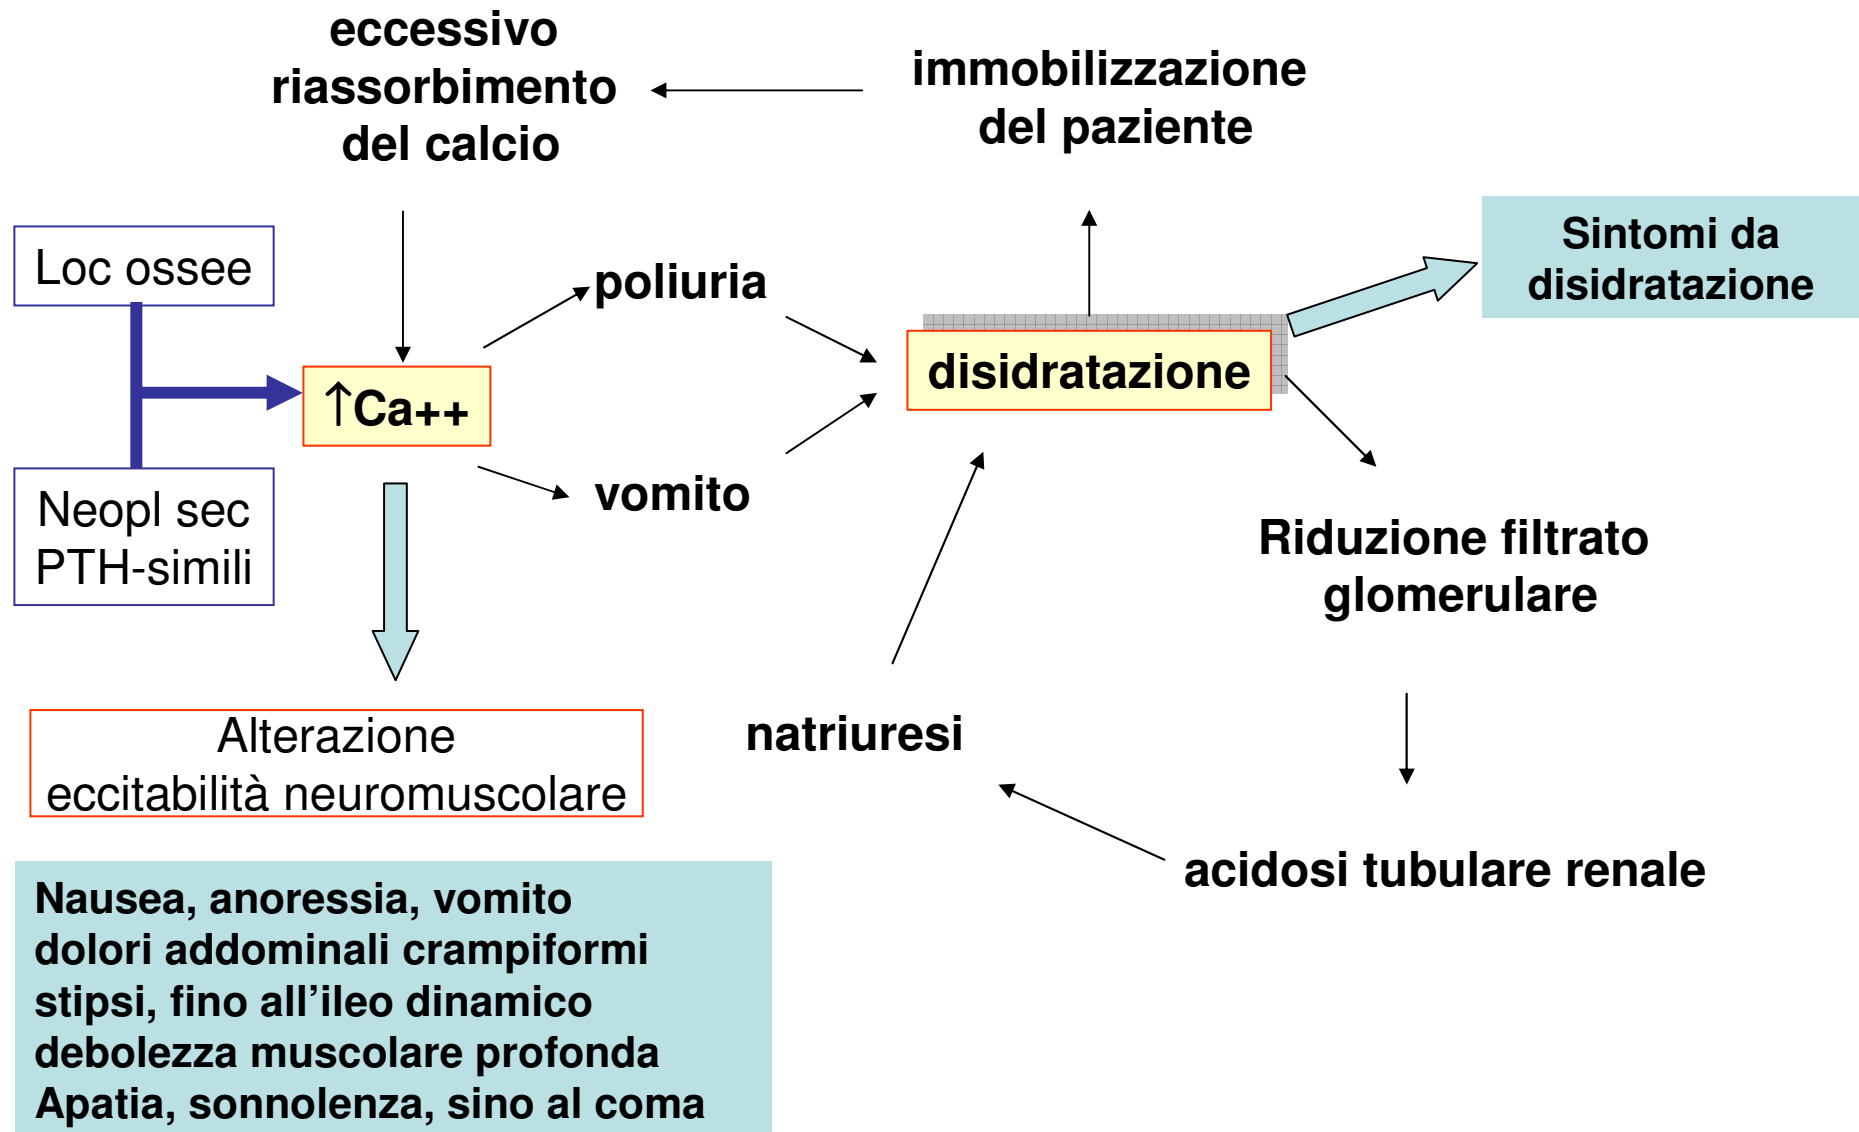 eccessivo
riassorbimento
del calcio
immobilizzazione
del paziente
Loc ossee
poliuria
Sintomi da
disidratazione
↑Ca++
disidratazione
Neopl sec
PTH-simili
vomito
Riduzione filtrato
glomerulare
Alterazione
eccitabilità neuromuscolare
natriuresi
acidosi tubulare renale
Nausea, anoressia, vomito
dolori addominali crampiformi
stipsi, fino all’ileo dinamico
debolezza muscolare profonda
Apatia, sonnolenza, sino al coma